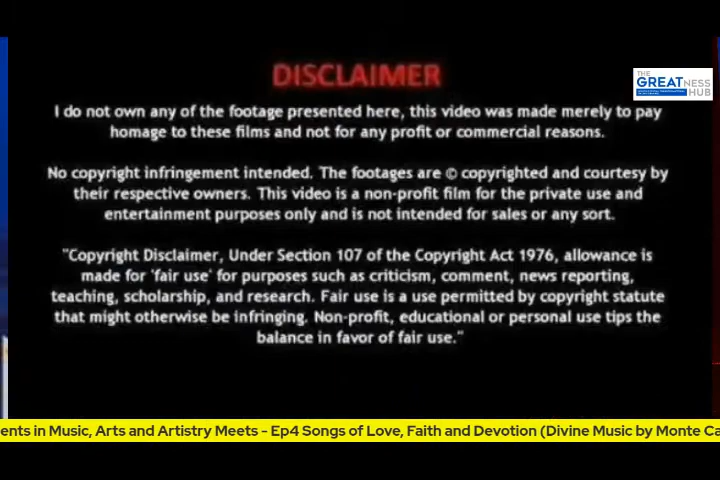 DISCLAIMER
THE
GREATNESS
HUB
I do not own any of the footage presented here, this video was made merely to pay
homage to these films and not for any profit or commercial reasons.
No copyright infringement intended. The footages are © copyrighted and courtesy by
their respective owners. This video is a non-profit film for the private use and
entertainment purposes only and is not intended for sales or any sort.
"Copyright Disclaimer, Under Section 107 of the Copyright Act 1976, allowance is
made for 'fair use' for purposes such as criticism, comment, news reporting,
teaching, scholarship, and research. Fair use is a use permitted by copyright statute
that might otherwise be infringing. Non-profit, educational or personal use tips the
balance in favor of fair use."
ents in Music, Arts and Artistry Meets - Ep4 Songs of Love, Faith and Devotion (Divine Music by Monte Ca